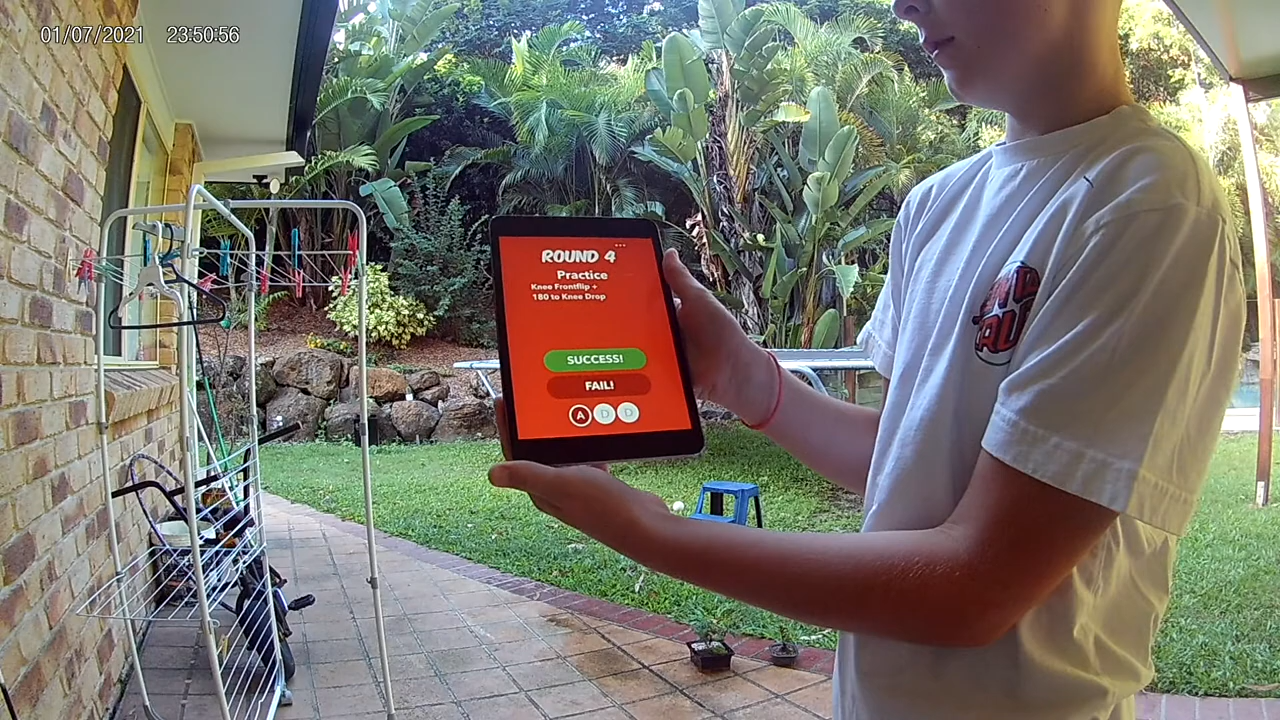 01/07/2021 23:50:56
ROUND 4
Practice
Knee Frontflip +
180 to Knee Drop
SUCCESS!
FAIL!
A D D